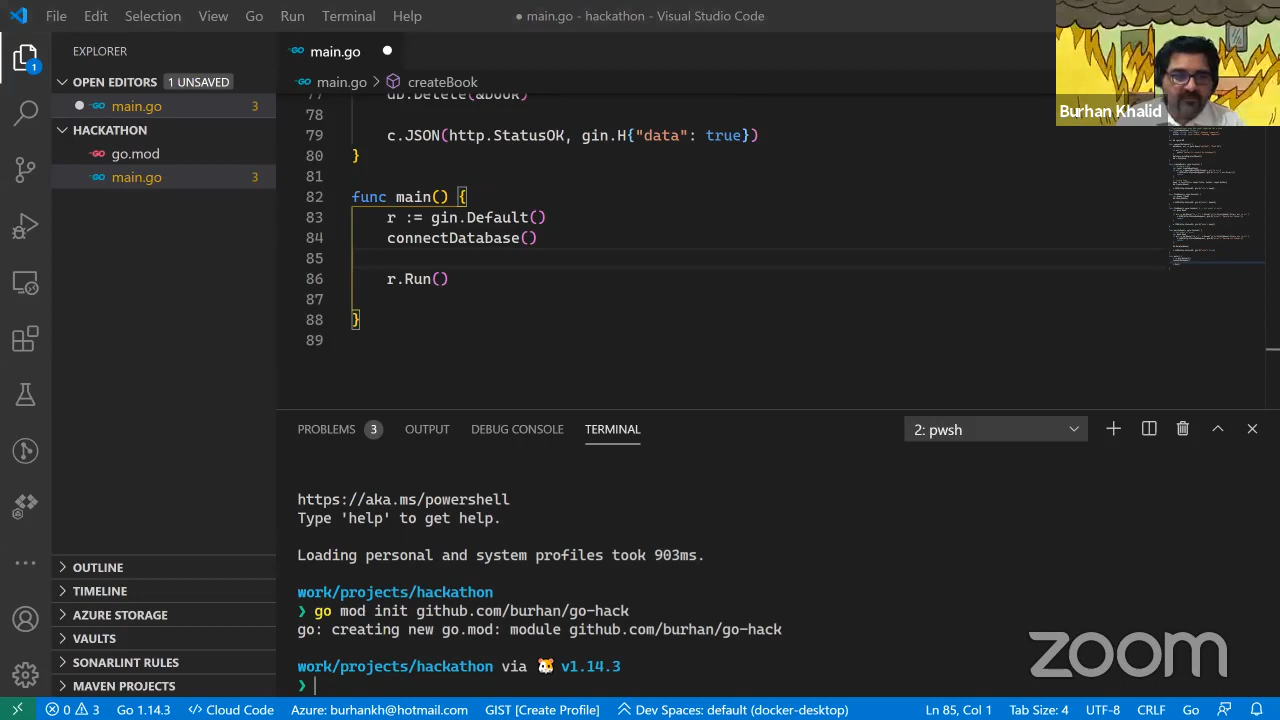 File Edit Selection View Go Run Terminal Help
● main.go - hackathon - Visual Studio Code
EXPLORER
OPEN EDITORS 1 UNSAVED
main.go 3
HACKATHON
go.mod
main.go 3
OUTLINE
TIMELINE
AZURE STORAGE
VAULTS
SONARLINT RULES
MAVEN PROJECTS
1
main.go
main.go > createBook
77 db.Delete(&book)
78
79 c.JSON(http.StatusOK, gin.H{"data": true})
80 }
81
82 func main() {
83 r := gin.Default()
84 connectDatabase()
85
86 r.Run()
87
88 }
89
PROBLEMS 3 OUTPUT DEBUG CONSOLE TERMINAL
2: pwsh
https://aka.ms/powershell
Type 'help' to get help.
Loading personal and system profiles took 903ms.
work/projects/hackathon
❯ go mod init github.com/burhan/go-hack
go: creating new go.mod: module github.com/burhan/go-hack
work/projects/hackathon via 🐹 v1.14.3
❯
Burhan Khalid
zoom
0 3 Go 1.14.3 Cloud Code Azure: burhankh@hotmail.com GIST [Create Profile] Dev Spaces: default (docker-desktop) Ln 85, Col 1 Tab Size: 4 UTF-8 CRLF Go